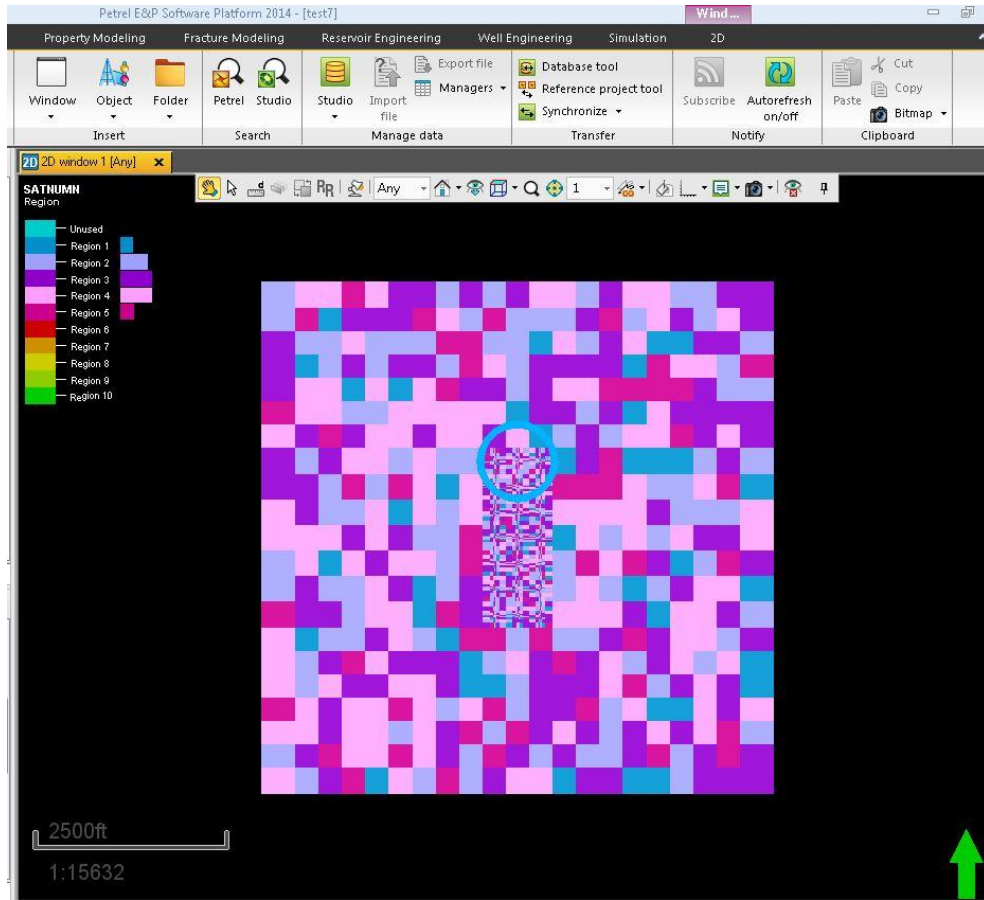 Petrel E&P Software Platform 2014 - [test7]
Wind...
Property Modeling Fracture Modeling Reservoir Engineering Well Engineering Simulation 2D
Window Object Folder
Insert
Petrel Studio
Search
Studio Import file Export file Managers
Manage data
Database tool
Reference project tool
Synchronize
Transfer
Subscribe Autorefresh on/off
Notify
Paste Cut
Copy
Bitmap
Clipboard
2D 2D window 1 [Any]
SATNUMN
Region
Any 1
Unused
Region 1
Region 2
Region 3
Region 4
Region 5
Region 6
Region 7
Region 8
Region 9
Region 10
2500ft
1:15632